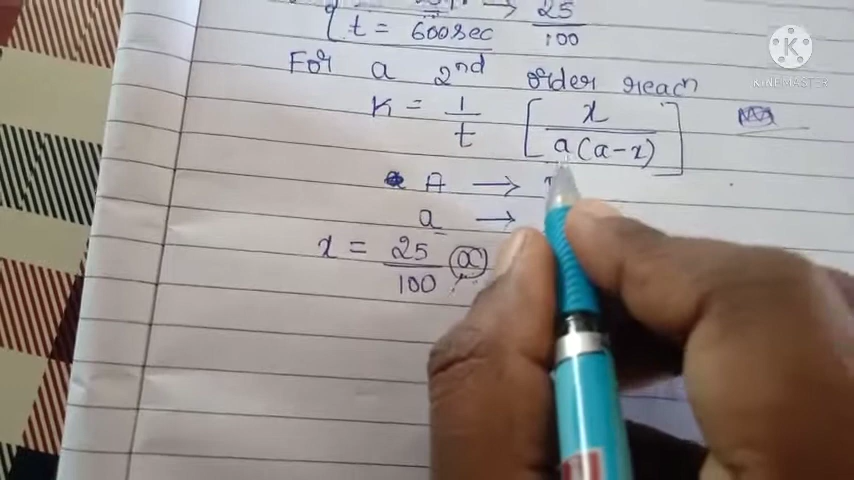 → 25/100
t = 600sec
For a 2nd order reacn
K = 1/t [x/a(a-x)]
A →
a →
x = 25/100 a
KINEMASTER